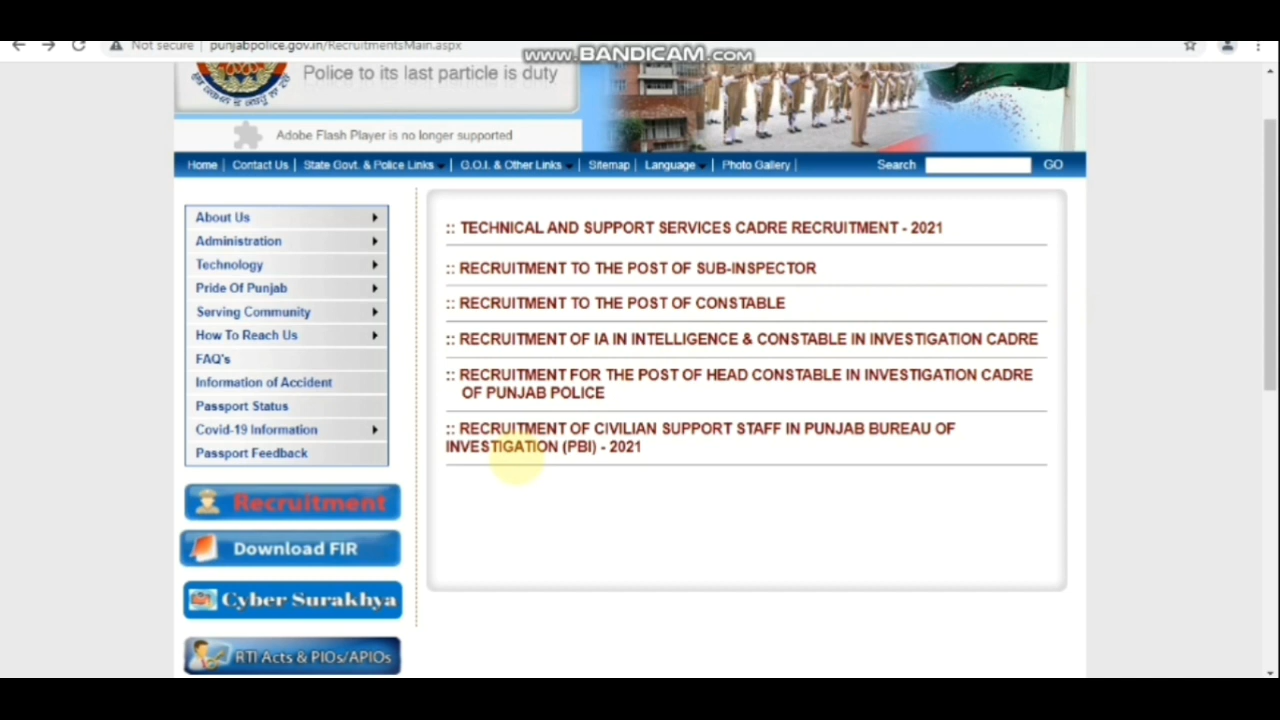 Not secure | punjabpolice.gov.in/RecruitmentsMain.aspx
www.BANDICAM.com
Police to its last particle is duty
Adobe Flash Player is no longer supported
Home | Contact Us | State Govt. & Police Links | G.O.I. & Other Links | Sitemap | Language | Photo Gallery | Search GO
About Us
Administration
Technology
Pride Of Punjab
Serving Community
How To Reach Us
FAQ's
Information of Accident
Passport Status
Covid-19 Information
Passport Feedback
Recruitment
Download FIR
Cyber Surakhya
RTI Acts & PIOs/APIOs
:: TECHNICAL AND SUPPORT SERVICES CADRE RECRUITMENT - 2021
:: RECRUITMENT TO THE POST OF SUB-INSPECTOR
:: RECRUITMENT TO THE POST OF CONSTABLE
:: RECRUITMENT OF IA IN INTELLIGENCE & CONSTABLE IN INVESTIGATION CADRE
:: RECRUITMENT FOR THE POST OF HEAD CONSTABLE IN INVESTIGATION CADRE
OF PUNJAB POLICE
:: RECRUITMENT OF CIVILIAN SUPPORT STAFF IN PUNJAB BUREAU OF
INVESTIGATION (PBI) - 2021